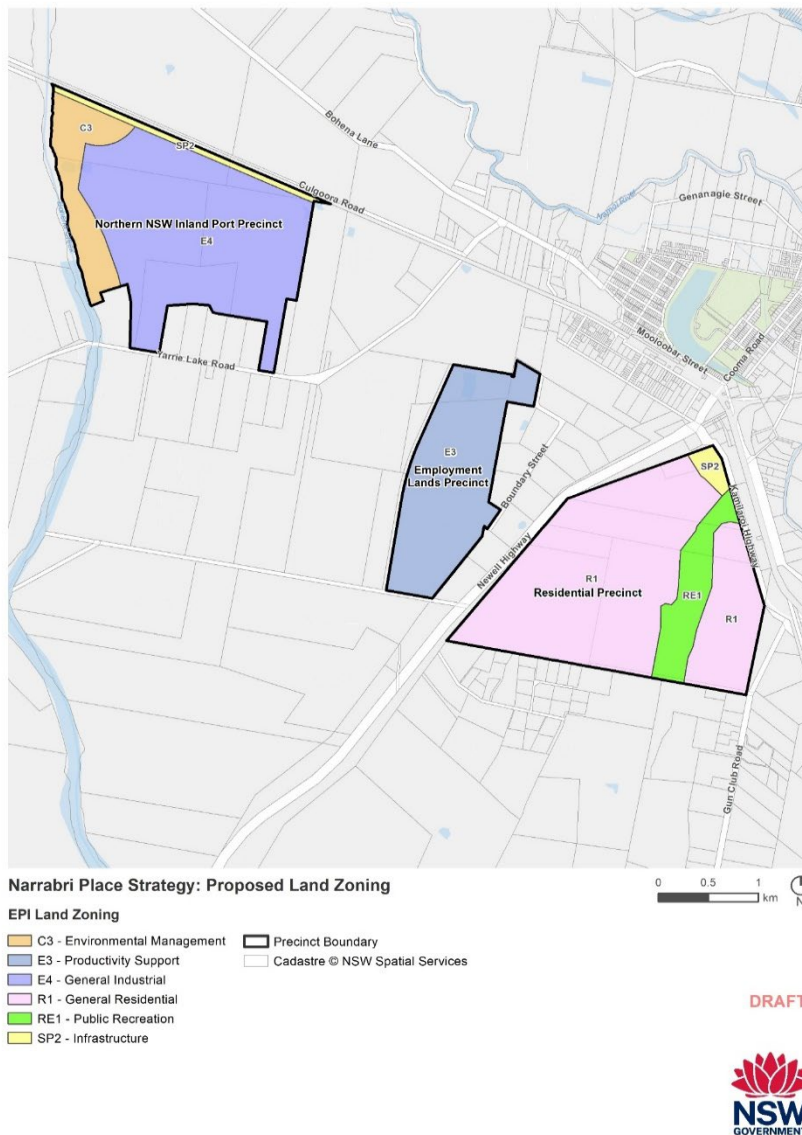 C3
SP2
Bohena Lane
Culgoora Road
Northern NSW Inland Port Precinct
E4
Genanagie Street
Yarrie Lake Road
Mooloobar Street
Cooma Road
E3
Employment
Lands Precinct
Boundary Street
Newell Highway
SP2
Kamilaroi Highway
R1
Residential Precinct
RE1
R1
Gun Club Road
Narrabri Place Strategy: Proposed Land Zoning
0 0.5 1
km
N
EPI Land Zoning
C3 - Environmental Management
E3 - Productivity Support
E4 - General Industrial
R1 - General Residential
RE1 - Public Recreation
SP2 - Infrastructure
Precinct Boundary
Cadastre © NSW Spatial Services
DRAFT
NSW
GOVERNMENT